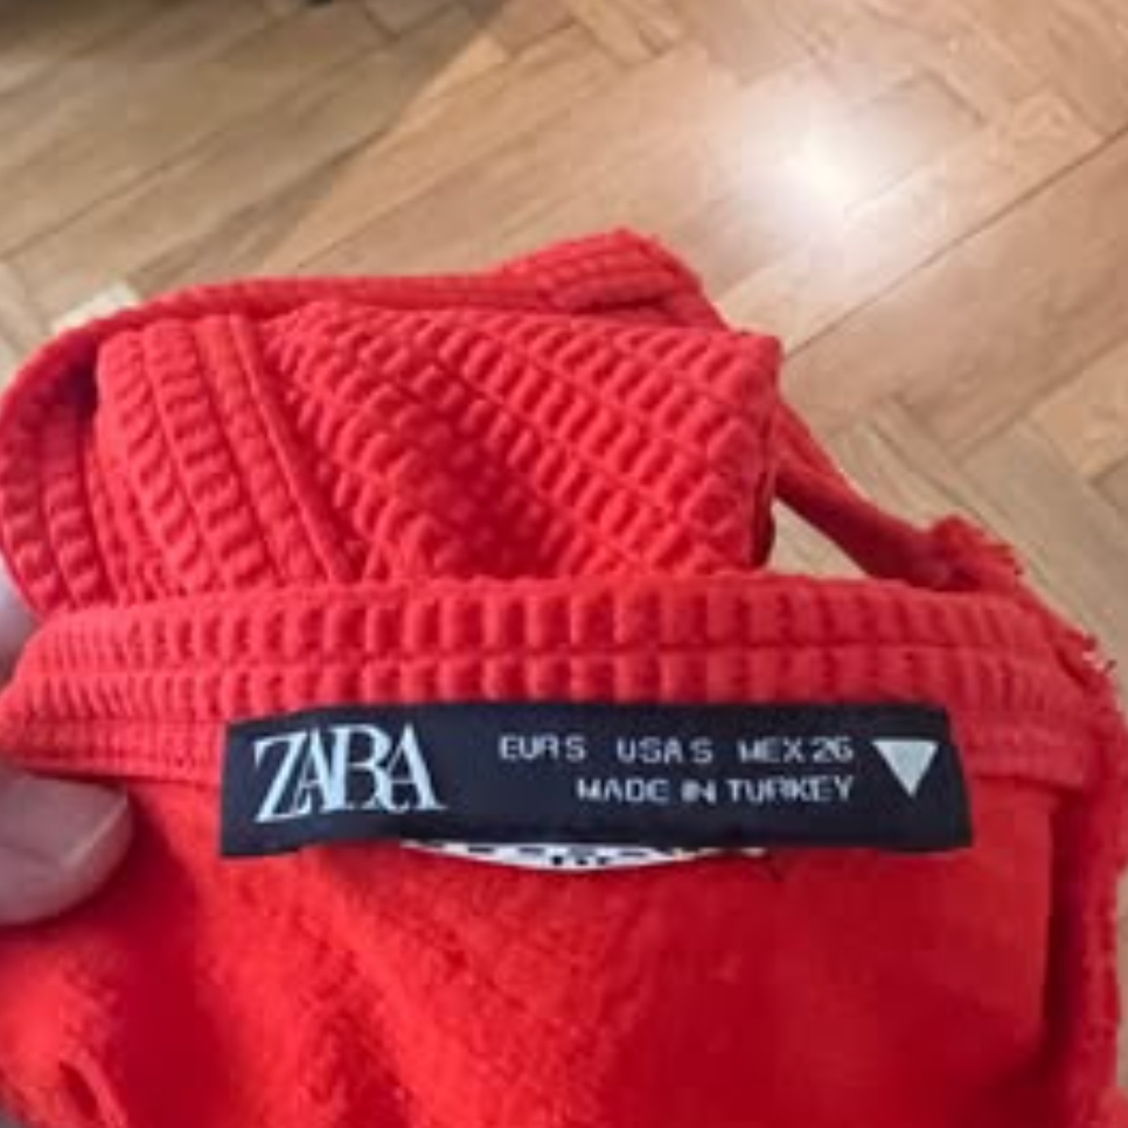 ZARA
EUR S USA S MEX 26
MADE IN TURKEY